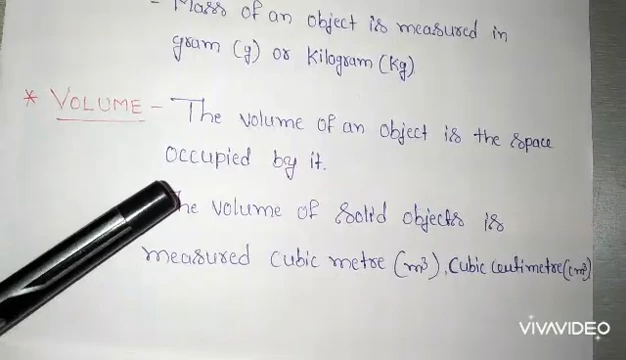 - Mass of an object is measured in
gram (g) or Kilogram (Kg)
* VOLUME - The volume of an object is the space
occupied by it.
The volume of solid objects is
measured cubic metre (m³), Cubic Centimetre (cm³)
VIVAVIDEO